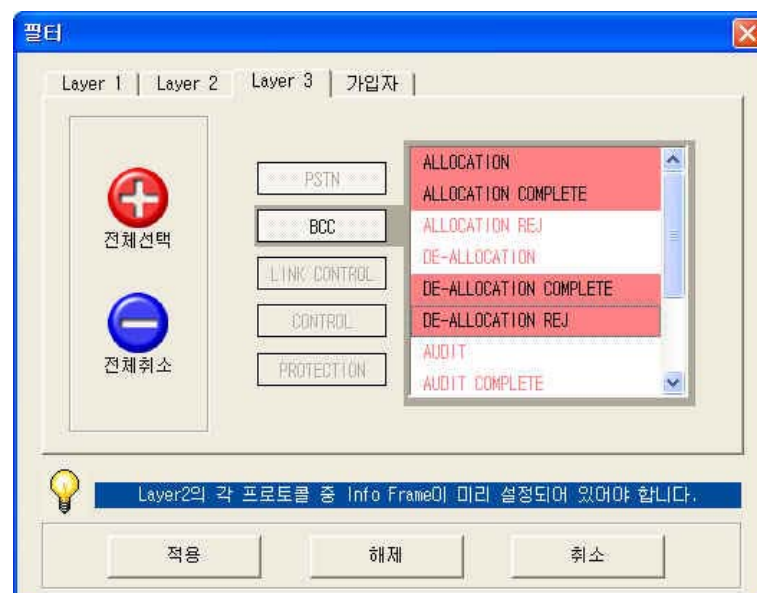 필터
Layer 1 | Layer 2 | Layer 3 | 가입자 |
전체선택
전체취소
PSTN
BCC
LINK CONTROL
CONTROL
PROTECTION
ALLOCATION
ALLOCATION COMPLETE
ALLOCATION REJ
DE-ALLOCATION
DE-ALLOCATION COMPLETE
DE-ALLOCATION REJ
AUDIT
AUDIT COMPLETE
Layer2의 각 프로토콜 중 Info Frame이 미리 설정되어 있어야 합니다.
적용 해제 취소